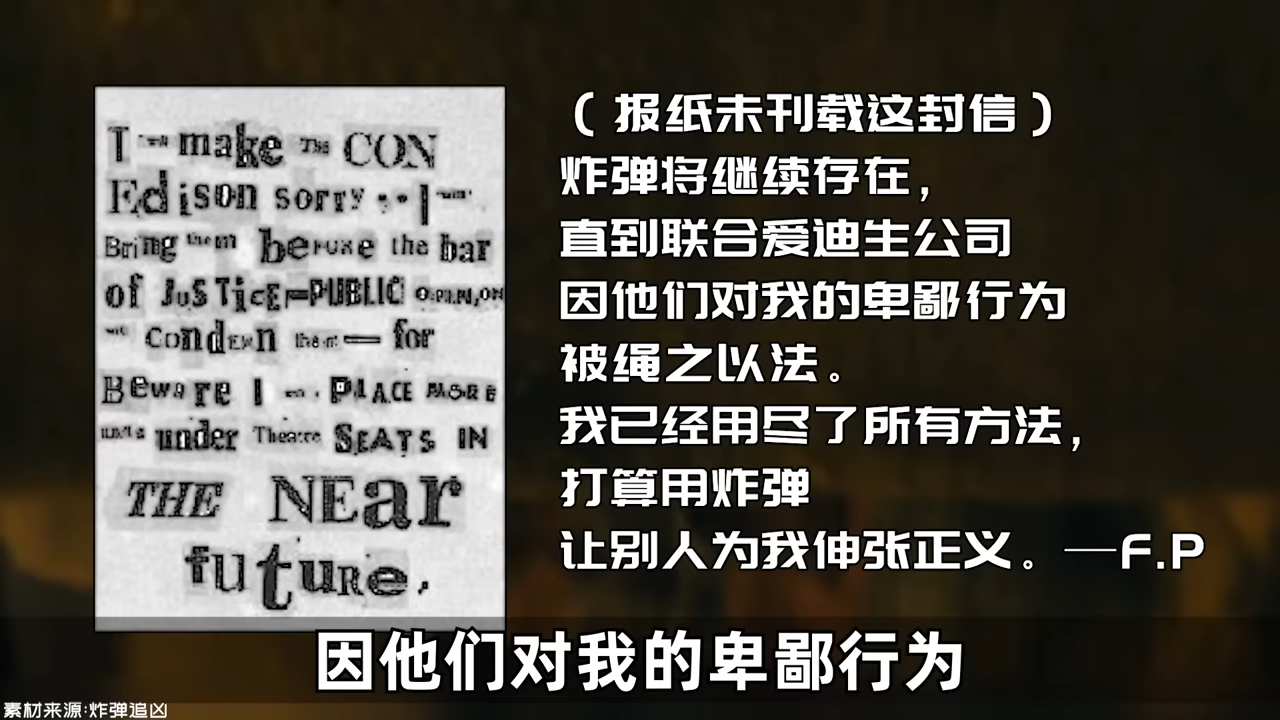 I will make The CON
Edison sorry .. I will
Bring them before the bar
of JuSTicE—PUBLIC OPINION
will condemn them — for
Beware I will PLACE MORE
under Theatre SEATS IN
THE NEar
future.
（报纸未刊载这封信）
炸弹将继续存在，
直到联合爱迪生公司
因他们对我的卑鄙行为
被绳之以法。
我已经用尽了所有方法，
打算用炸弹
让别人为我伸张正义。—F.P
因他们对我的卑鄙行为
素材来源:炸弹追凶